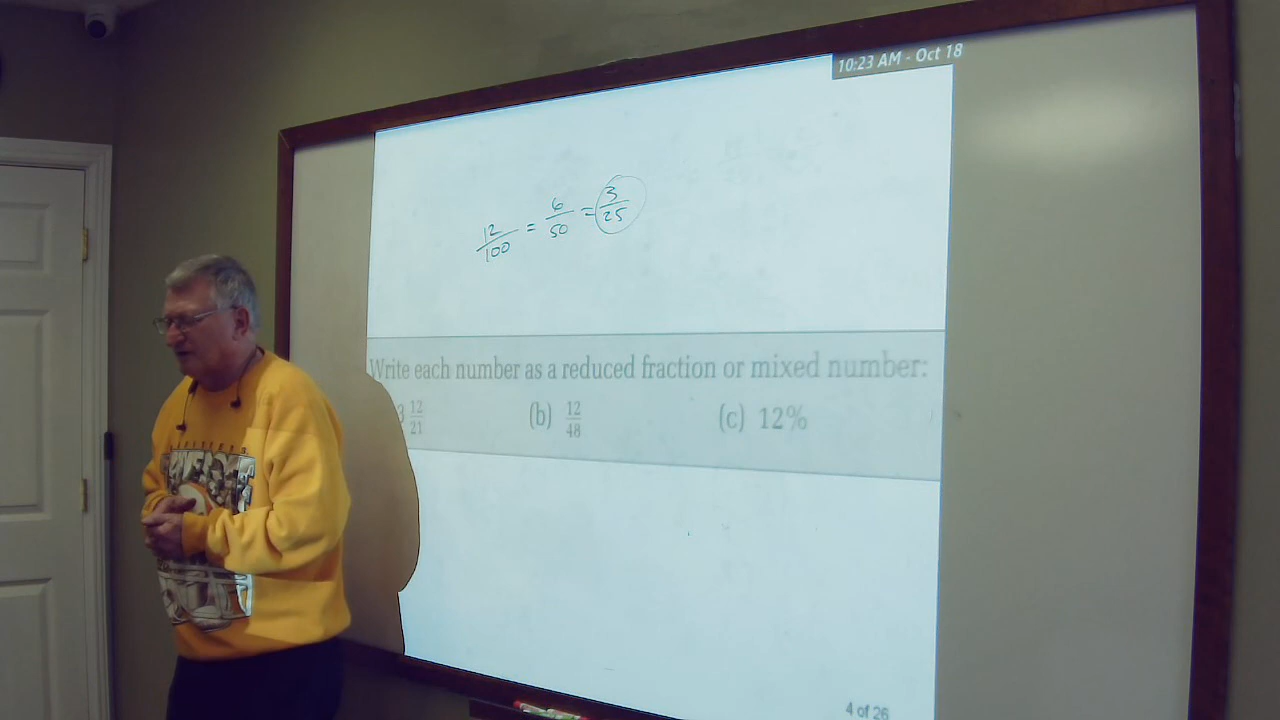 10:23 AM - Oct 18
12/100 = 6/50 = 3/25
Write each number as a reduced fraction or mixed number:
3 12/21 (b) 12/48 (c) 12%
4 of 26